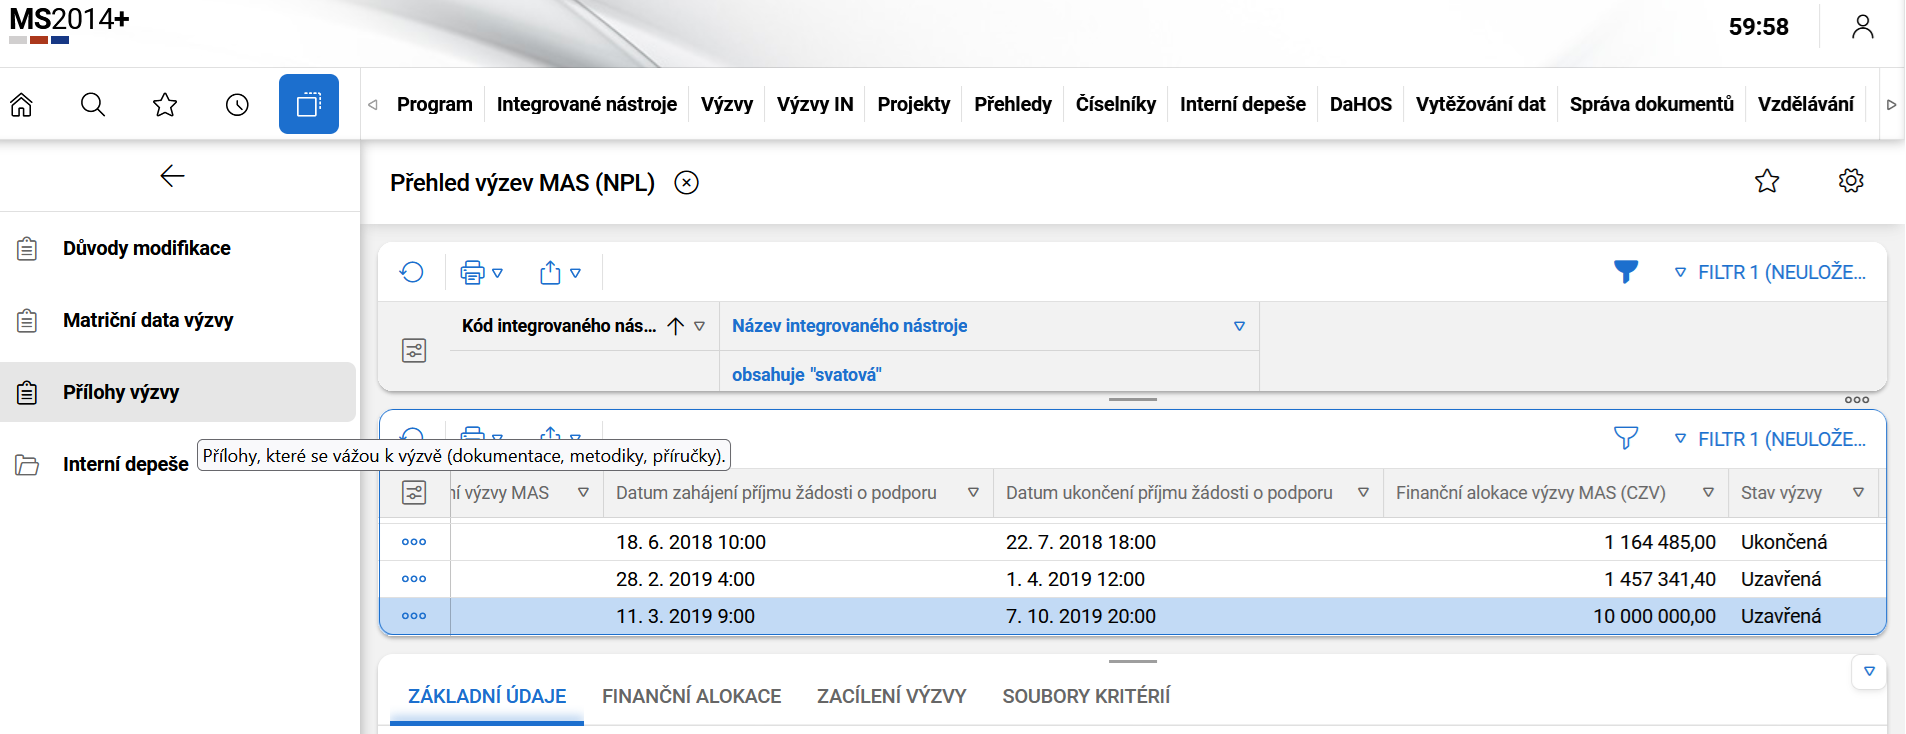 MS2014+
59:58
Program Integrované nástroje Výzvy Výzvy IN Projekty Přehledy Číselníky Interní depeše DaHOS Vytěžování dat Správa dokumentů Vzdělávání
Přehled výzev MAS (NPL)
Důvody modifikace
Matriční data výzvy
Přílohy výzvy
Interní depeše
Přílohy, které se vážou k výzvě (dokumentace, metodiky, příručky).
FILTR 1 (NEULOŽE...
Kód integrovaného nás... Název integrovaného nástroje
obsahuje "svatová"
FILTR 1 (NEULOŽE...
ní výzvy MAS Datum zahájení příjmu žádosti o podporu Datum ukončení příjmu žádosti o podporu Finanční alokace výzvy MAS (CZV) Stav výzvy
18. 6. 2018 10:00 22. 7. 2018 18:00 1 164 485,00 Ukončená
28. 2. 2019 4:00 1. 4. 2019 12:00 1 457 341,40 Uzavřená
11. 3. 2019 9:00 7. 10. 2019 20:00 10 000 000,00 Uzavřená
ZÁKLADNÍ ÚDAJE FINANČNÍ ALOKACE ZACÍLENÍ VÝZVY SOUBORY KRITÉRIÍ